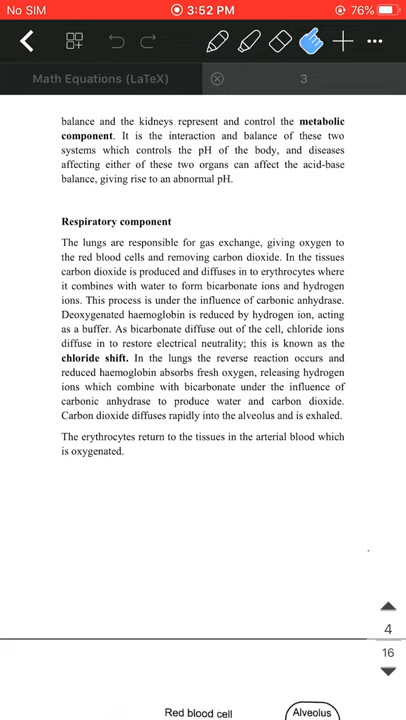 No SIM
3:52 PM
76%
Math Equations (LaTeX)
3
balance and the kidneys represent and control the metabolic
component. It is the interaction and balance of these two
systems which controls the pH of the body, and diseases
affecting either of these two organs can affect the acid-base
balance, giving rise to an abnormal pH.
Respiratory component
The lungs are responsible for gas exchange, giving oxygen to
the red blood cells and removing carbon dioxide. In the tissues
carbon dioxide is produced and diffuses in to erythrocytes where
it combines with water to form bicarbonate ions and hydrogen
ions. This process is under the influence of carbonic anhydrase.
Deoxygenated haemoglobin is reduced by hydrogen ion, acting
as a buffer. As bicarbonate diffuse out of the cell, chloride ions
diffuse in to restore electrical neutrality; this is known as the
chloride shift. In the lungs the reverse reaction occurs and
reduced haemoglobin absorbs fresh oxygen, releasing hydrogen
ions which combine with bicarbonate under the influence of
carbonic anhydrase to produce water and carbon dioxide.
Carbon dioxide diffuses rapidly into the alveolus and is exhaled.
The erythrocytes return to the tissues in the arterial blood which
is oxygenated.
4
16
Red blood cell
Alveolus